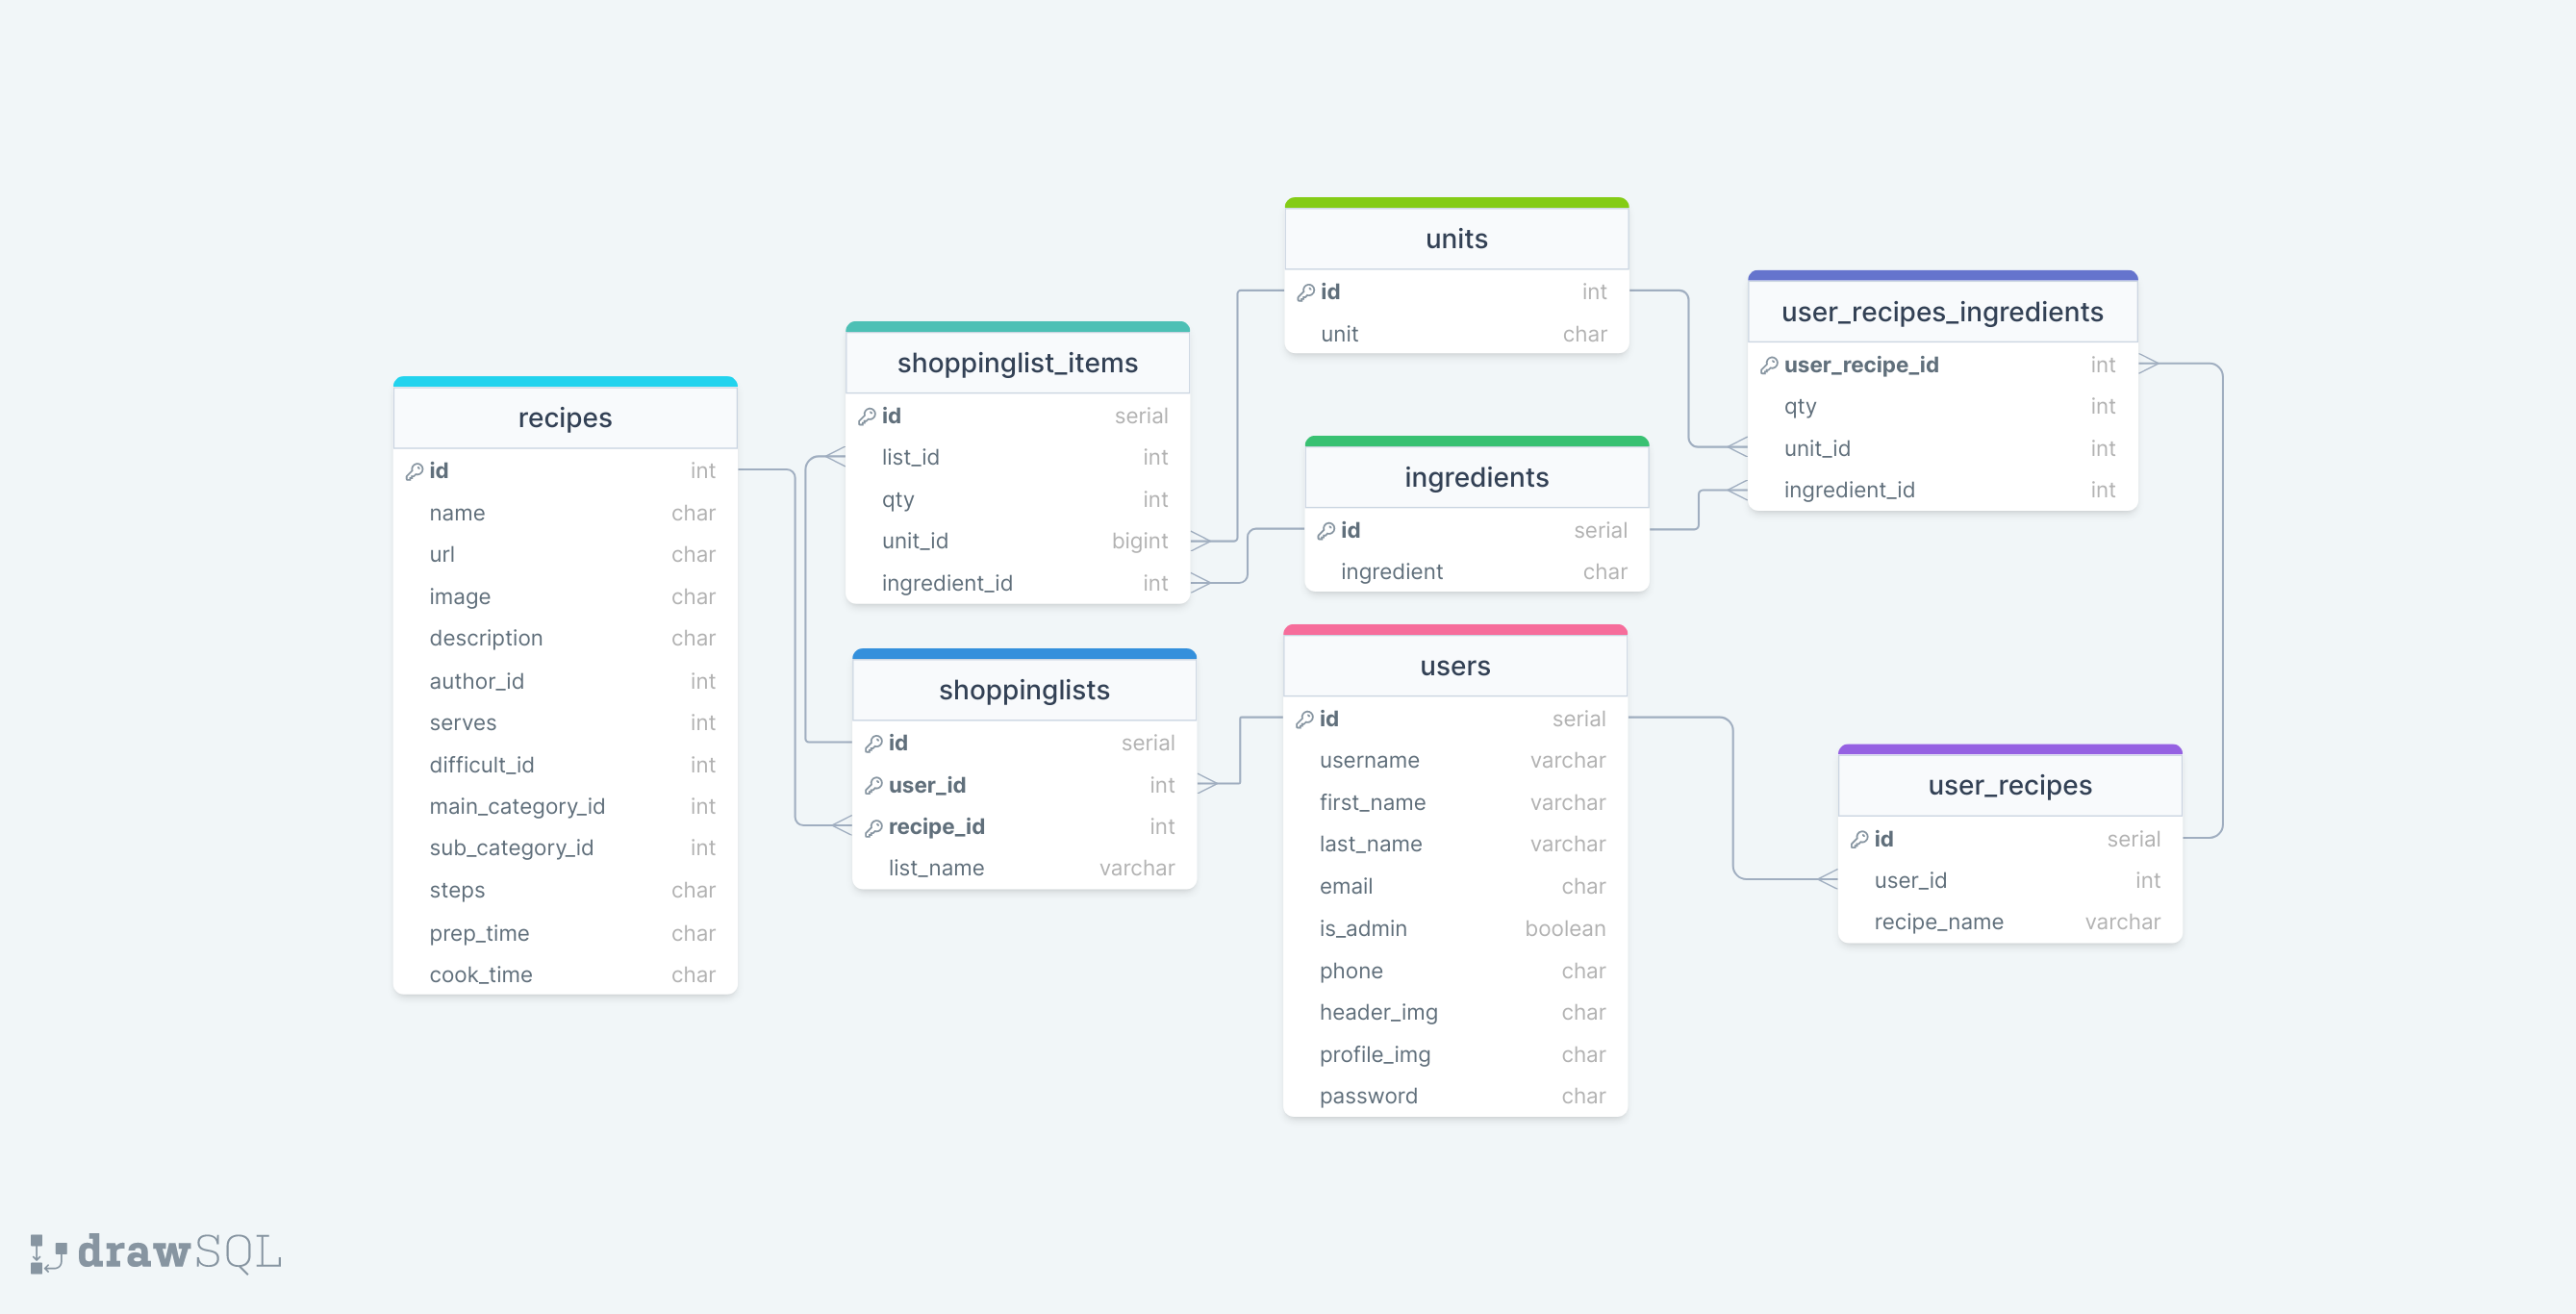 recipes
id int
name char
url char
image char
description char
author_id int
serves int
difficult_id int
main_category_id int
sub_category_id int
steps char
prep_time char
cook_time char
shoppinglist_items
id serial
list_id int
qty int
unit_id bigint
ingredient_id int
shoppinglists
id serial
user_id int
recipe_id int
list_name varchar
units
id int
unit char
ingredients
id serial
ingredient char
users
id serial
username varchar
first_name varchar
last_name varchar
email char
is_admin boolean
phone char
header_img char
profile_img char
password char
user_recipes_ingredients
user_recipe_id int
qty int
unit_id int
ingredient_id int
user_recipes
id serial
user_id int
recipe_name varchar
drawSQL